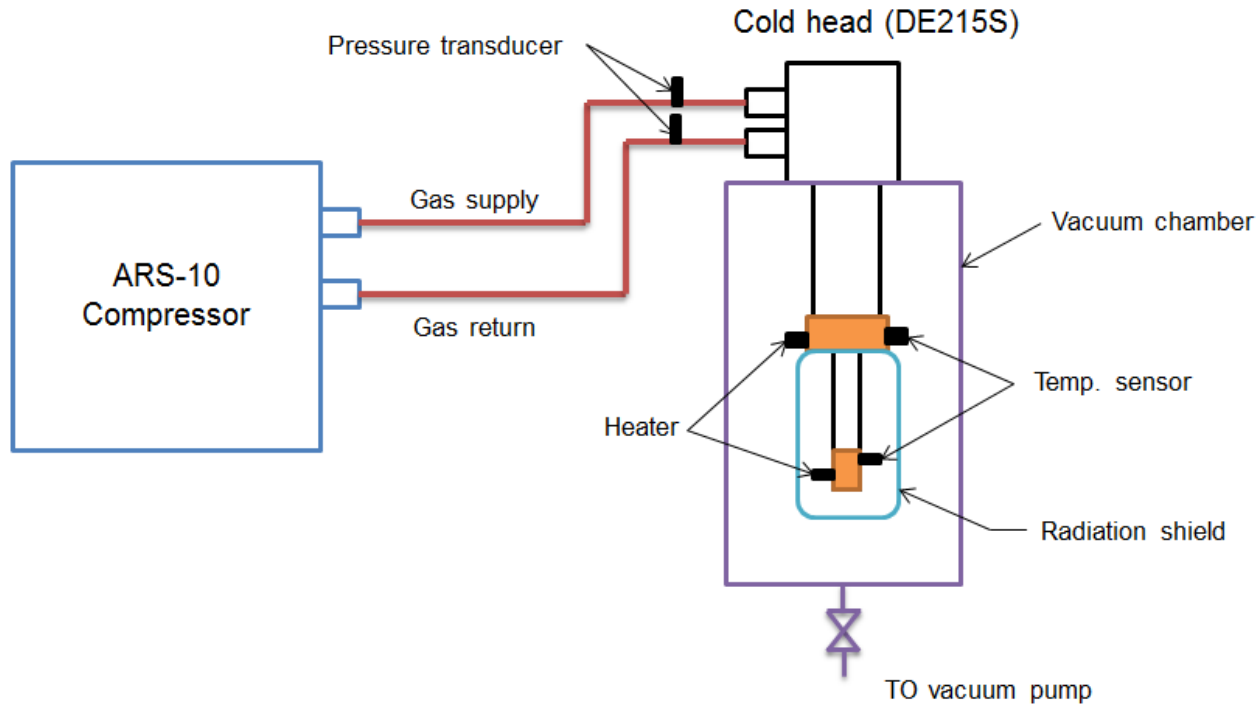 Cold head (DE215S)
Pressure transducer
Gas supply
Vacuum chamber
ARS-10
Compressor
Gas return
Temp. sensor
Heater
Radiation shield
TO vacuum pump